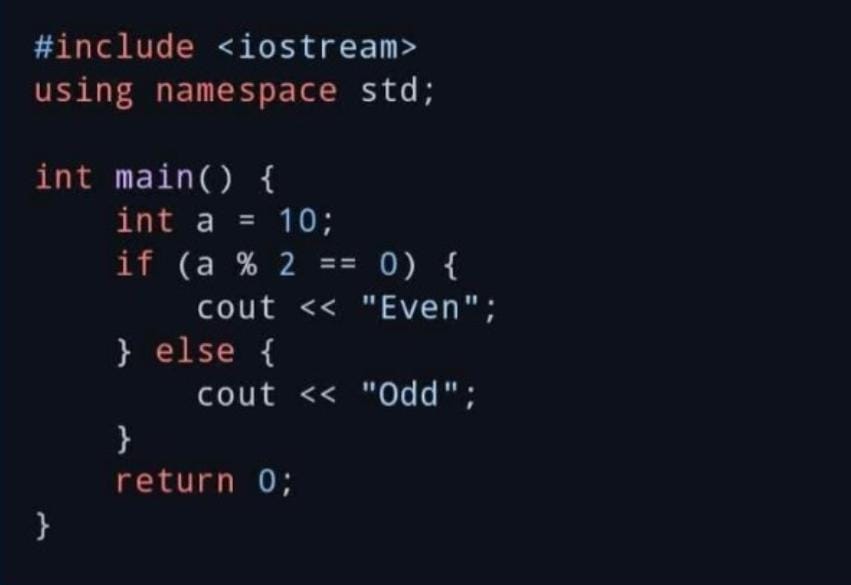 #include <iostream>
using namespace std;
int main() {
    int a = 10;
    if (a % 2 == 0) {
        cout << "Even";
    } else {
        cout << "Odd";
    }
    return 0;
}